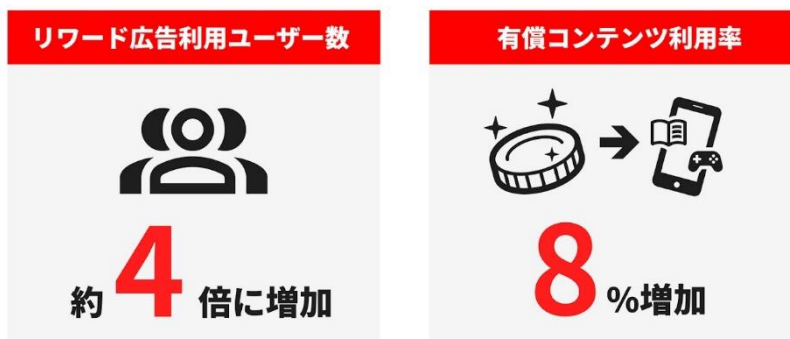 リワード広告利用ユーザー数
約4倍に増加
有償コンテンツ利用率
8%増加